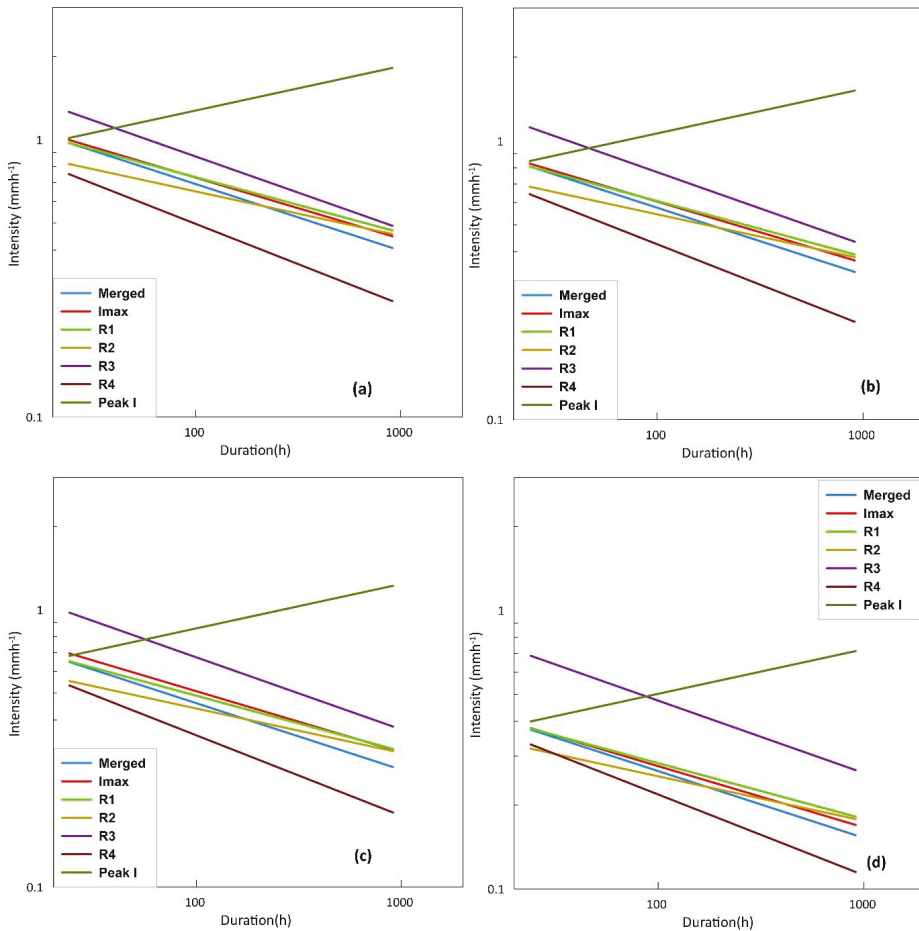 1
Intensity (mmh-1)
Merged
Imax
R1
R2
R3
R4
Peak I
(a)
0.1
100
1000
Duration(h)
1
Intensity (mmh-1)
Merged
Imax
R1
R2
R3
R4
Peak I
(b)
0.1
100
1000
Duration(h)
1
Intensity (mmh-1)
Merged
Imax
R1
R2
R3
R4
Peak I
(c)
0.1
100
1000
Duration(h)
Merged
Imax
R1
R2
R3
R4
Peak I
1
Intensity (mmh-1)
(d)
0.1
100
1000
Duration(h)